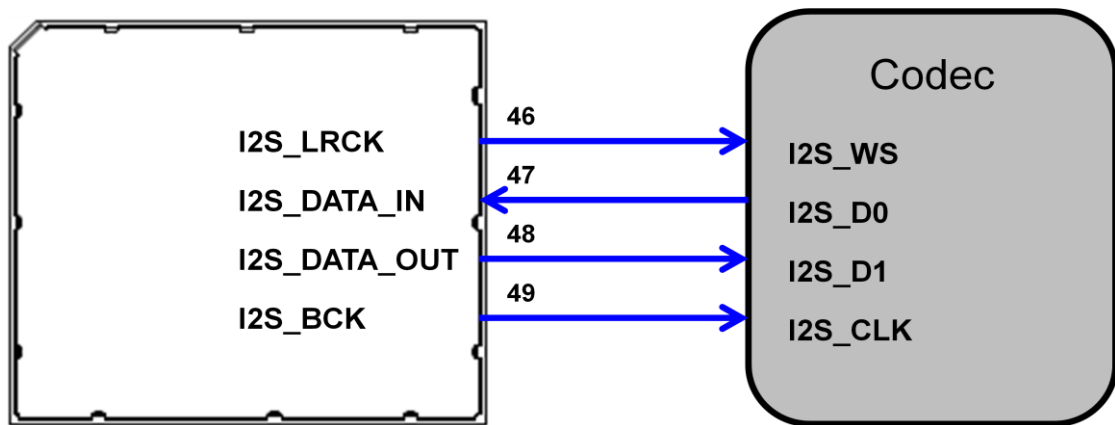 Codec
I2S_LRCK
46
I2S_WS
I2S_DATA_IN
47
I2S_D0
I2S_DATA_OUT
48
I2S_D1
I2S_BCK
49
I2S_CLK